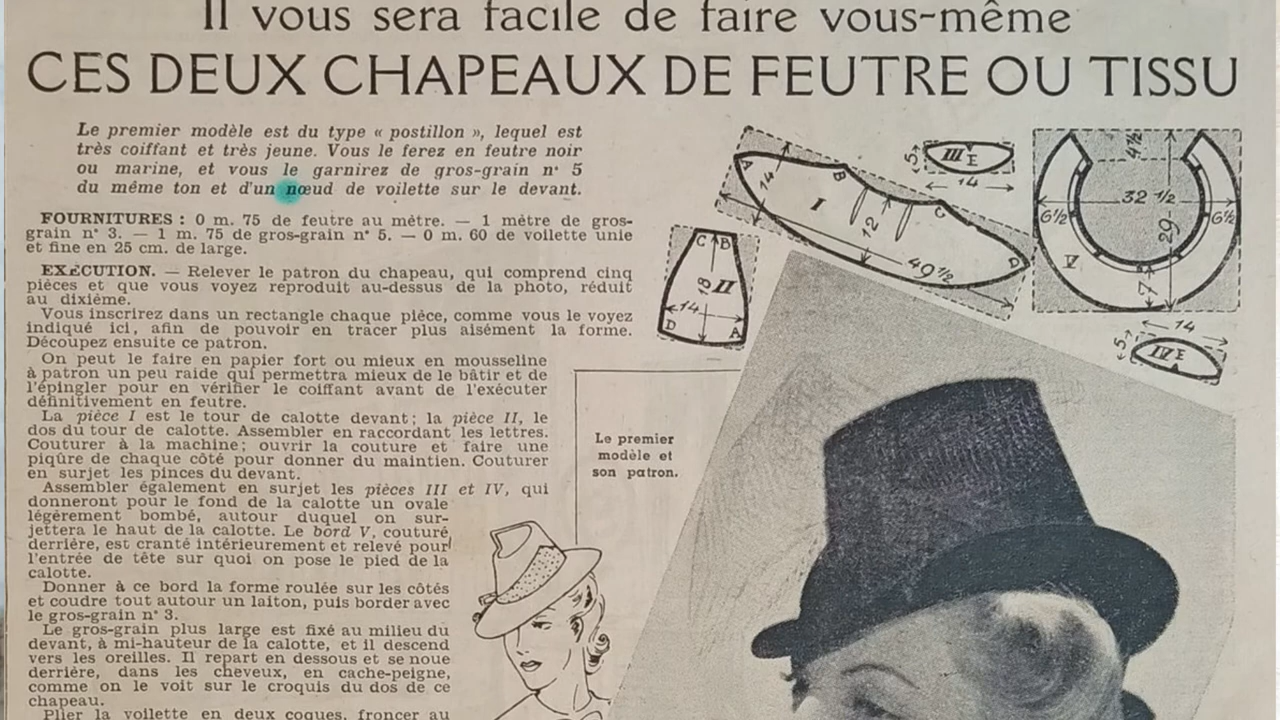 Il vous sera facile de faire vous-même
CES DEUX CHAPEAUX DE FEUTRE OU TISSU
Le premier modèle est du type « postillon », lequel est
très coiffant et très jeune. Vous le ferez en feutre noir
ou marine, et vous le garnirez de gros-grain n° 5
du même ton et d'un nœud de voilette sur le devant.
FOURNITURES : 0 m. 75 de feutre au mètre. — 1 mètre de gros-
grain n° 3. — 1 m. 75 de gros-grain n° 5. — 0 m. 60 de voilette unie
et fine en 25 cm. de large.
EXÉCUTION. — Relever le patron du chapeau, qui comprend cinq
pièces et que vous voyez reproduit au-dessus de la photo, réduit
au dixième.
Vous inscrirez dans un rectangle chaque pièce, comme vous le voyez
indiqué ici, afin de pouvoir en tracer plus aisément la forme.
Découpez ensuite ce patron.
On peut le faire en papier fort ou mieux en mousseline
à patron un peu raide qui permettra mieux de le bâtir et de
l'épingler pour en vérifier le coiffant avant de l'exécuter
définitivement en feutre.
La pièce I est le tour de calotte devant ; la pièce II, le
dos du tour de calotte. Assembler en raccordant les lettres.
Couturer à la machine ; ouvrir la couture et faire une
piqûre de chaque côté pour donner du maintien. Couturer
en surjet les pinces du devant.
Assembler également en surjet les pièces III et IV, qui
donneront pour le fond de la calotte un ovale
légèrement bombé, autour duquel on sur-
jettera le haut de la calotte. Le bord V, couturé
derrière, est cranté intérieurement et relevé pour
l'entrée de tête sur quoi on pose le pied de la
calotte.
Donner à ce bord la forme roulée sur les côtés
et coudre tout autour un laiton, puis border avec
le gros-grain n° 3.
Le gros-grain plus large est fixé au milieu du
devant, à mi-hauteur de la calotte, et il descend
vers les oreilles. Il repart en dessous et se noue
derrière, dans les cheveux, en cache-peigne,
comme on le voit sur le croquis du dos de ce
chapeau.
Plier la voilette en deux coques, froncer au
Le premier
modèle et
son patron.
A 14 B I 12 C 49 1/2 D
5 III E
14
C B
18 II
14
D A
4 1/2
32 1/2
6 1/2 29 6 1/2
V 7
14
5 IV E